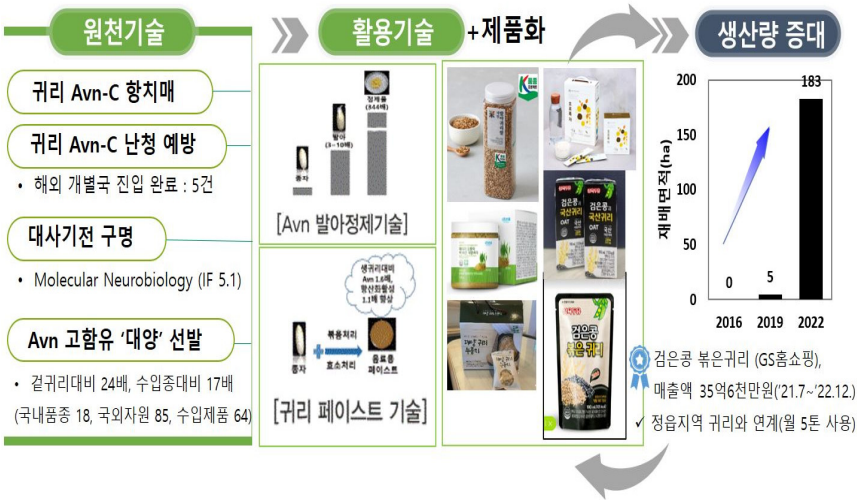 원천기술
귀리 Avn-C 항치매
귀리 Avn-C 난청 예방
• 해외 개별국 진입 완료 : 5건
대사기전 구명
• Molecular Neurobiology (IF 5.1)
Avn 고함유 ‘대양’ 선발
• 겉귀리대비 24배, 수입종대비 17배
(국내품종 18, 국외자원 85, 수입제품 64)
활용기술
+제품화
종자
발아
(3~10배)
정제물
(344배)
[Avn 발아정제기술]
생귀리대비
Avn 1.6배,
항산화활성
1.1배 향상
종자
볶음처리
효소처리
음료용
페이스트
[귀리 페이스트 기술]
검은콩과
국산귀리
OAT
검은콩과
국산귀리
OAT
검은콩
볶은 귀리
생산량 증대
재배면적(ha)
200
150
100
50
0
0
5
183
2016
2019
2022
검은콩 볶은귀리 (GS홈쇼핑),
매출액 35억6천만원('21.7~'22.12.)
✓ 정읍지역 귀리와 연계(월 5톤 사용)